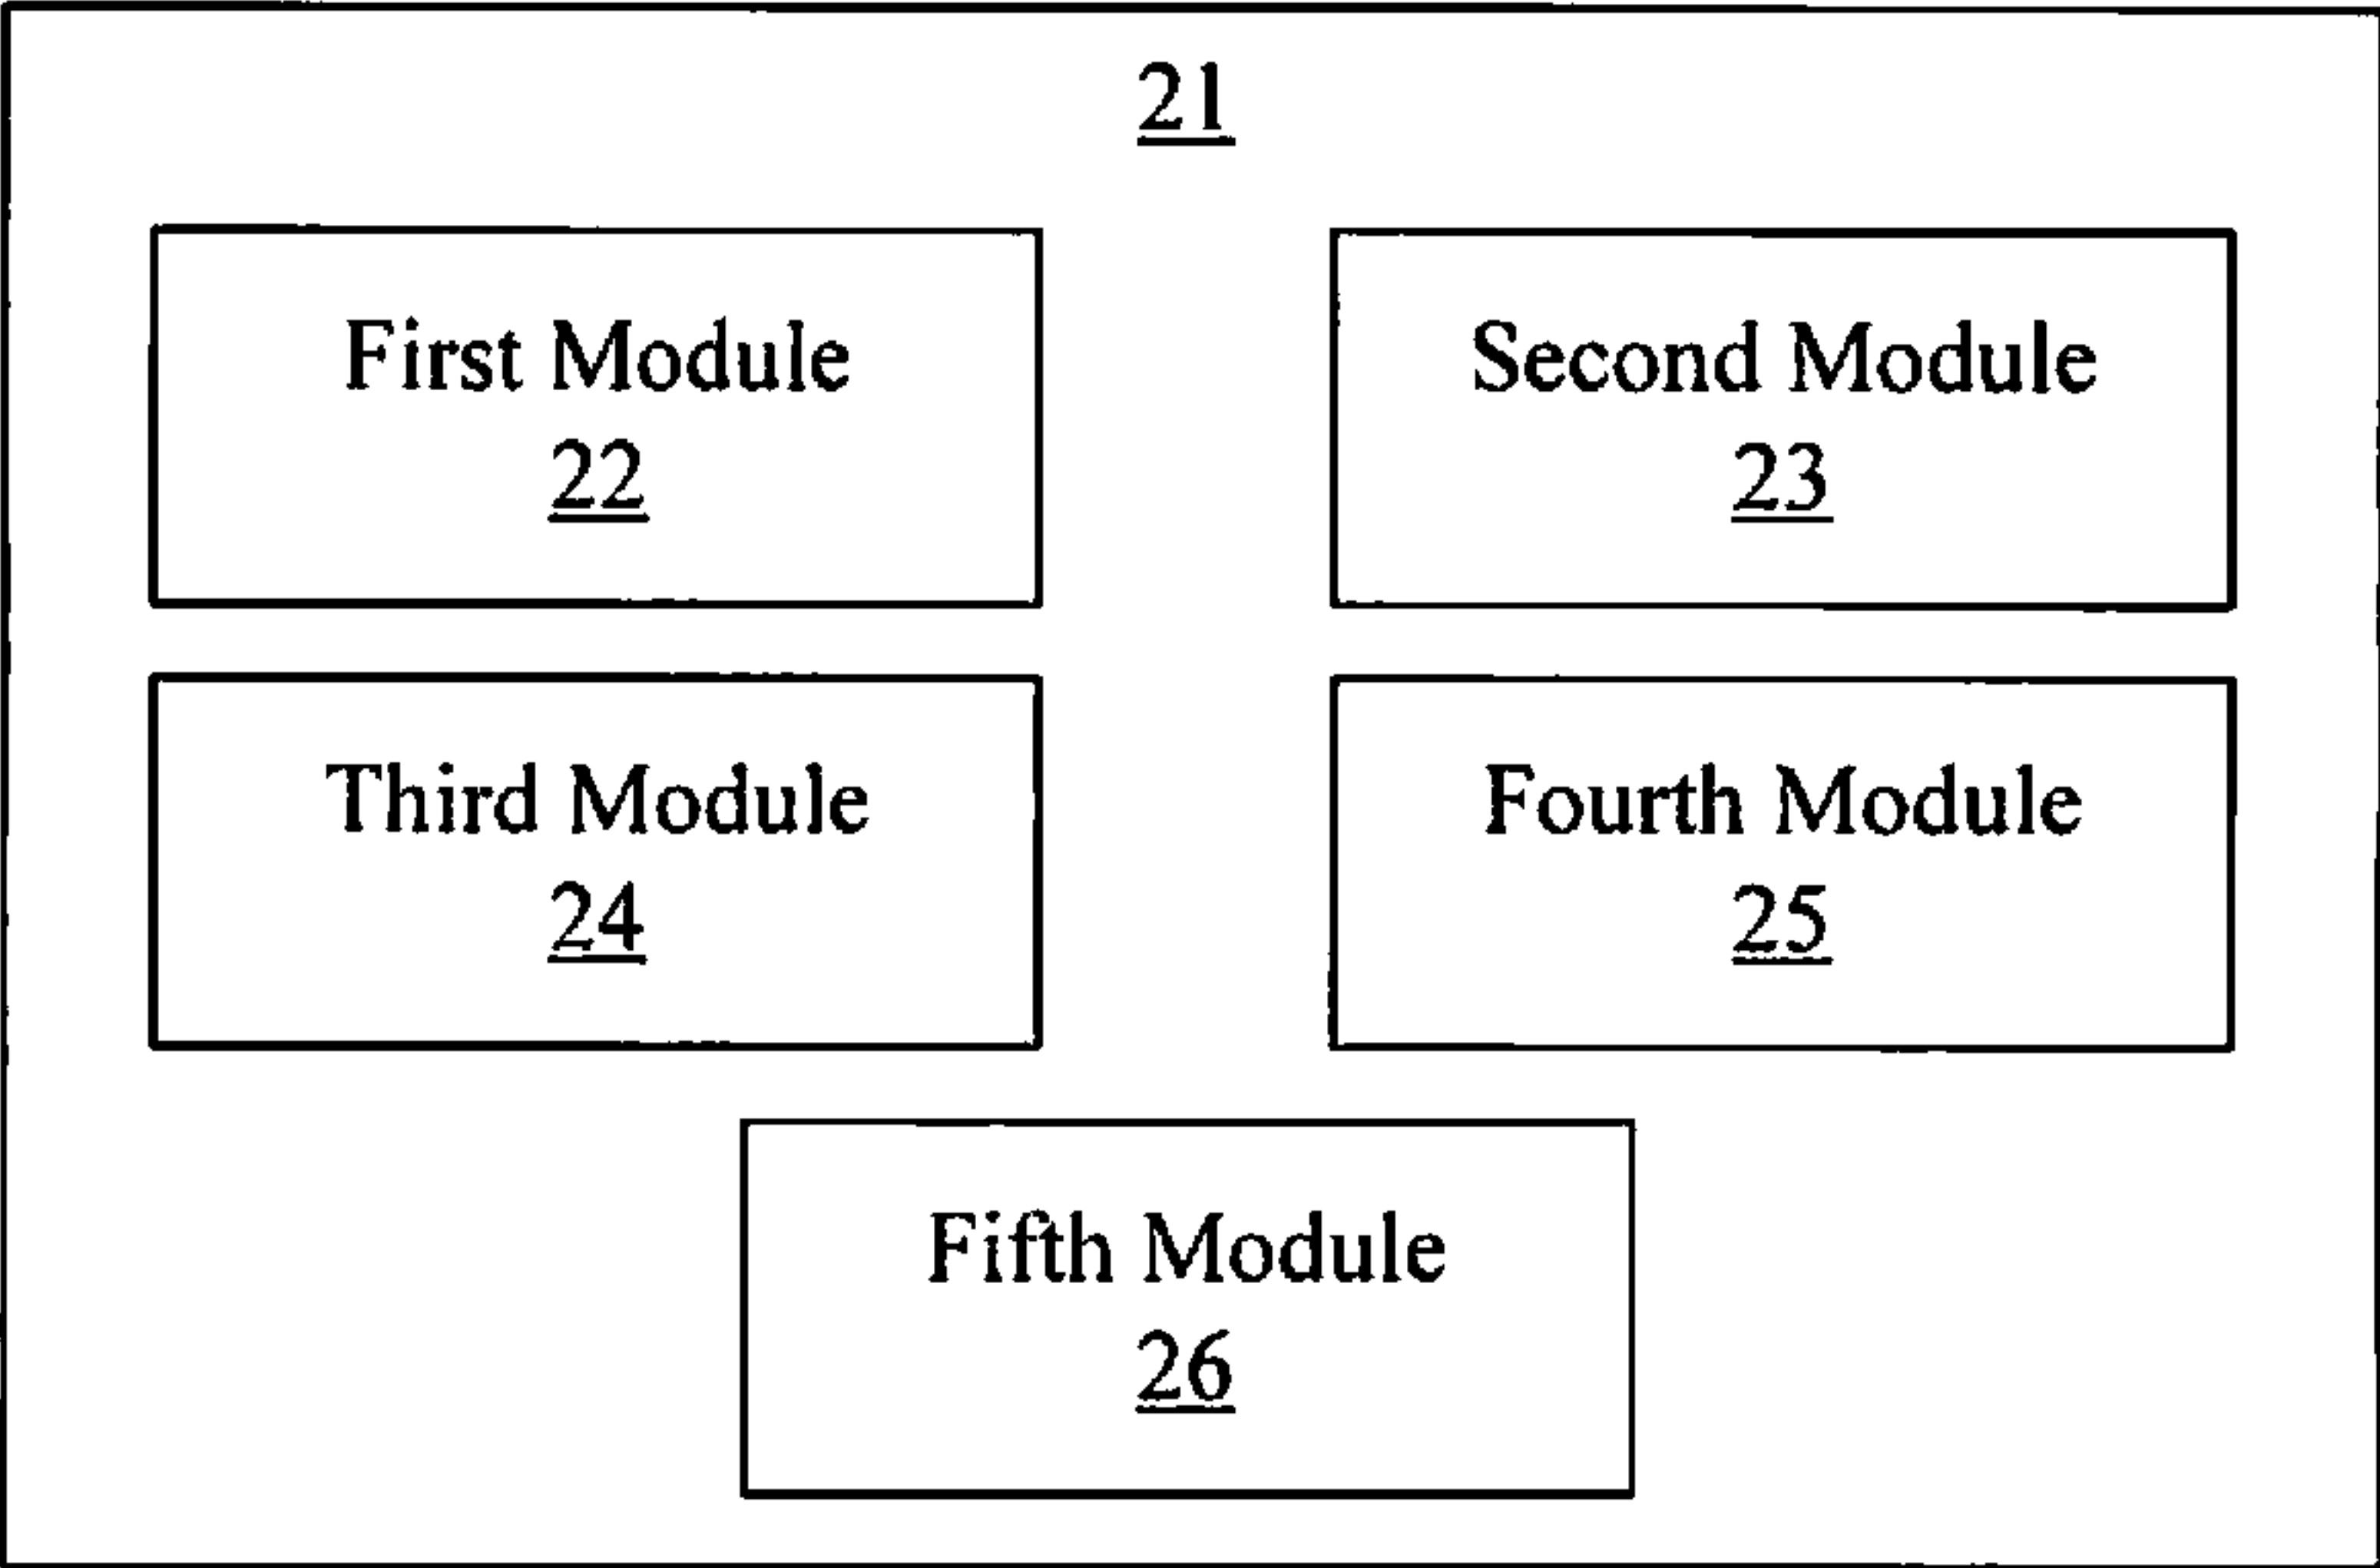 21
First Module
22
Second Module
23
Third Module
24
Fourth Module
25
Fifth Module
26